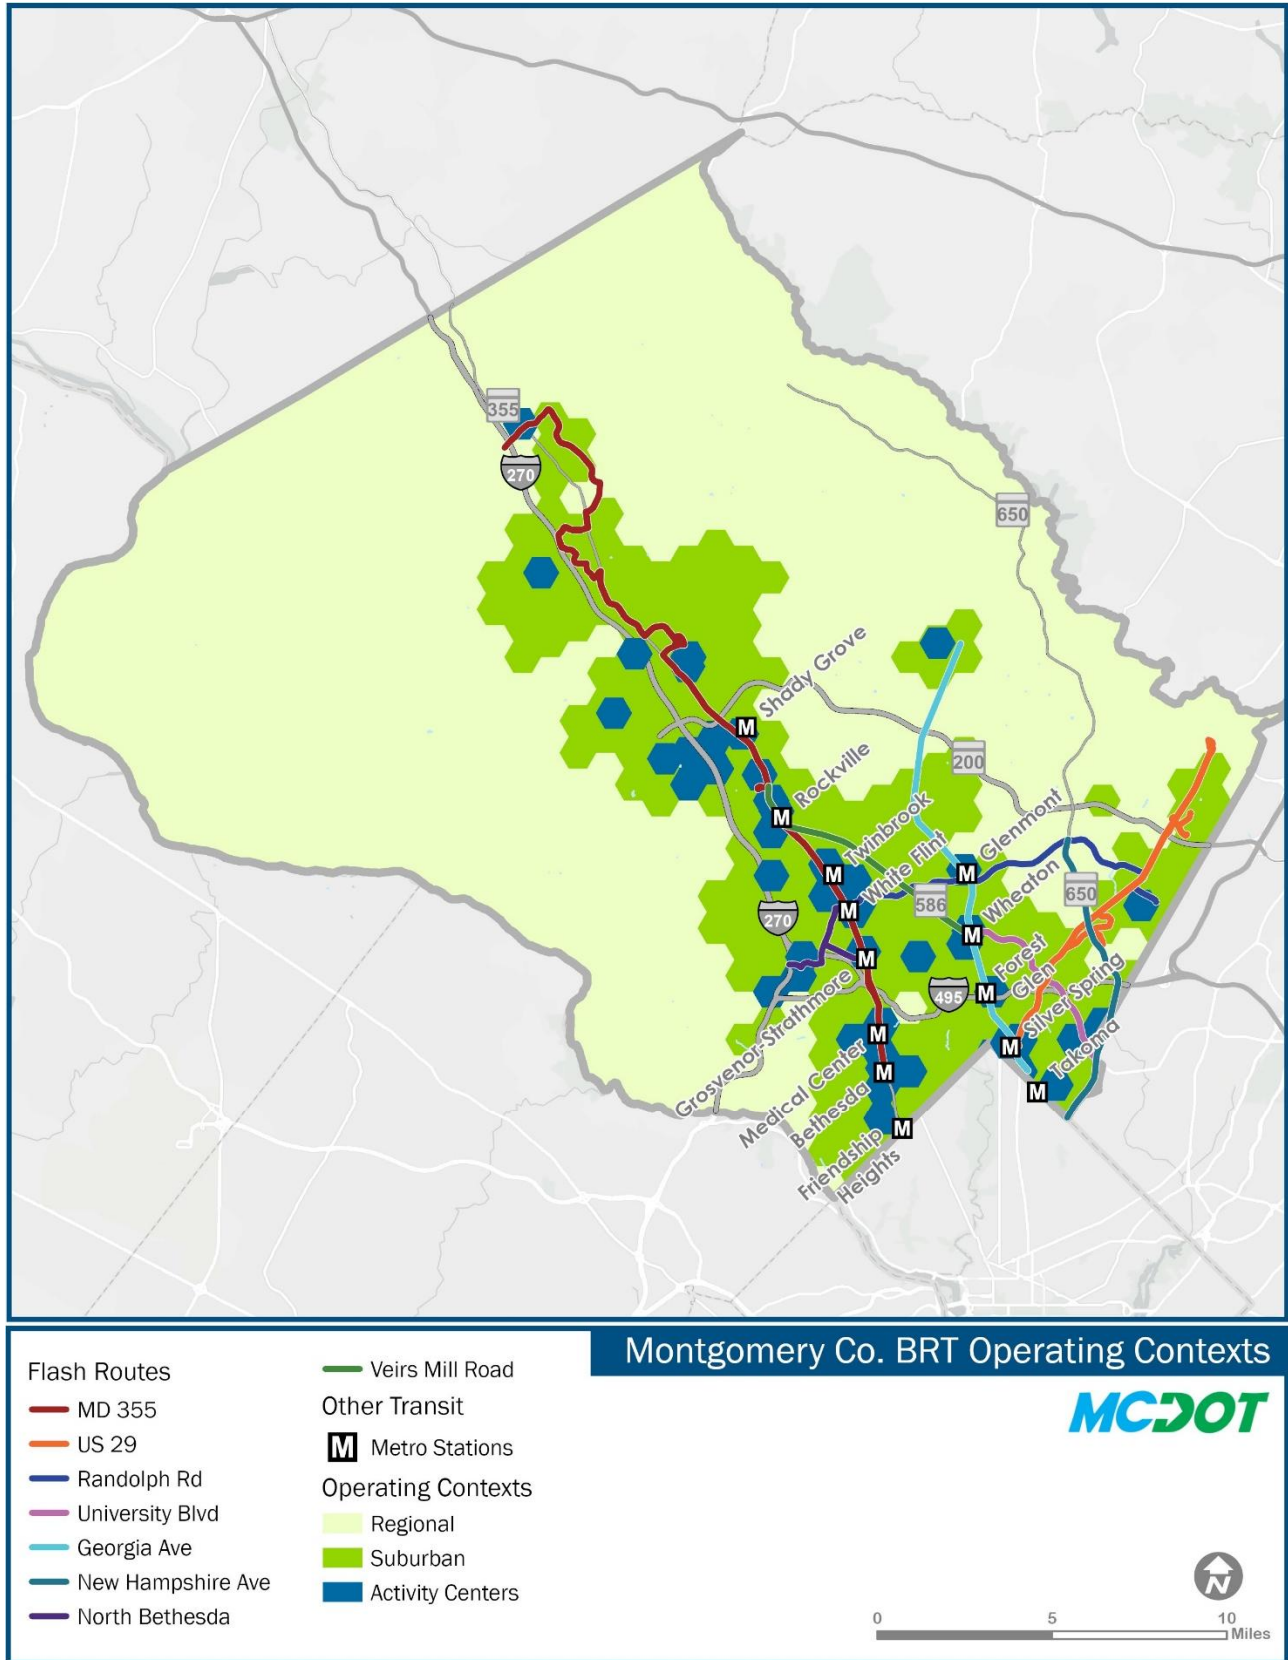 355
270
650
Shady Grove
200
Rockville
Twinbrook
White Flint
Glenmont
Wheaton
586
650
270
Forest
Glen
495
Silver Spring
Takoma
Grosvenor-Strathmore
Medical Center
Bethesda
Friendship
Heights
M
M
M
M
M
M
M
M
M
M
M
M
M
Montgomery Co. BRT Operating Contexts
Flash Routes
MD 355
US 29
Randolph Rd
University Blvd
Georgia Ave
New Hampshire Ave
North Bethesda
Veirs Mill Road
Other Transit
M Metro Stations
Operating Contexts
Regional
Suburban
Activity Centers
MCDOT
N
0 5 10
Miles